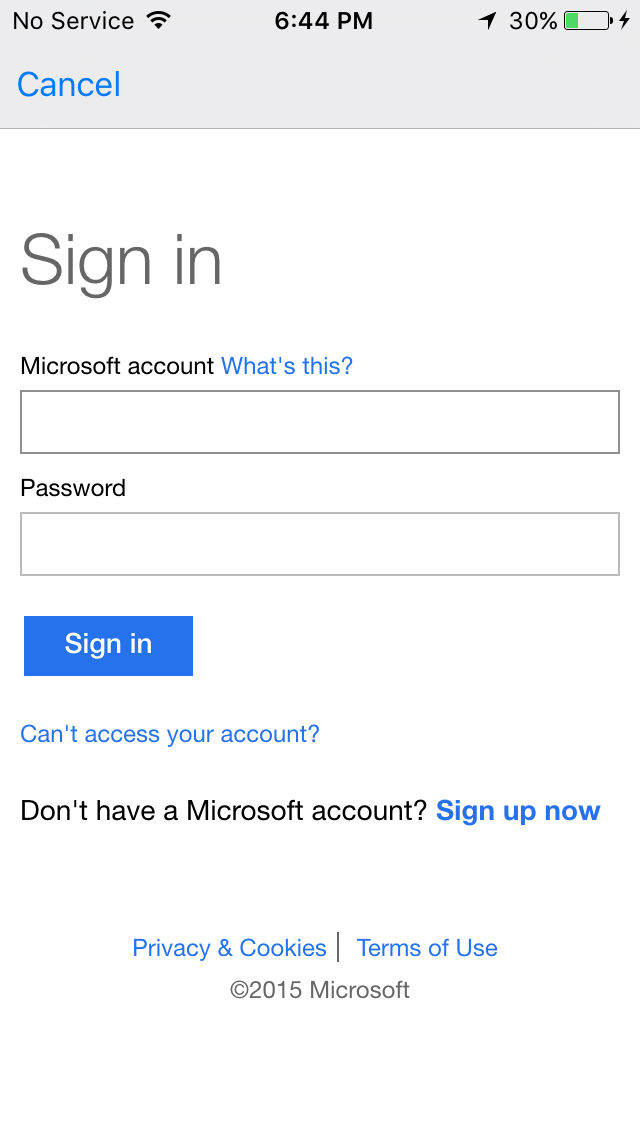 No Service 6:44 PM 30%
Cancel
Sign in
Microsoft account What's this?
Password
Sign in
Can't access your account?
Don't have a Microsoft account? Sign up now
Privacy & Cookies | Terms of Use
©2015 Microsoft